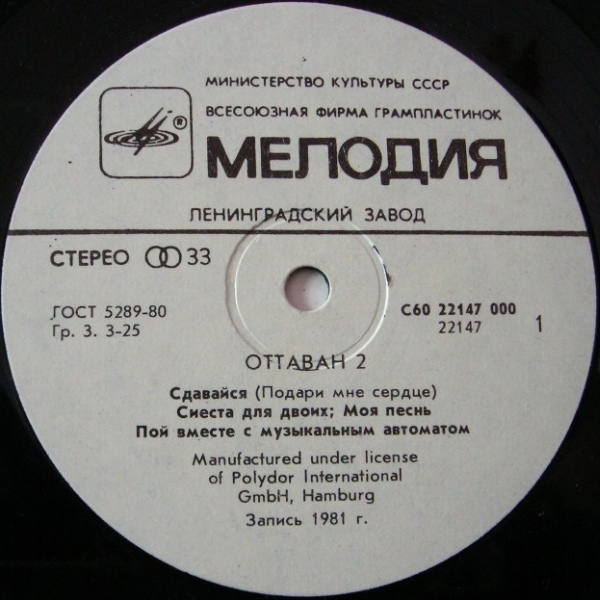 МИНИСТЕРСТВО КУЛЬТУРЫ СССР
ВСЕСОЮЗНАЯ ФИРМА ГРАМПЛАСТИНОК
®
МЕЛОДИЯ
ЛЕНИНГРАДСКИЙ ЗАВОД
СТЕРЕО 33
ГОСТ 5289-80
Гр. 3. 3-25
С60 22147 000
22147 1
ОТТАВАН 2
Сдавайся (Подари мне сердце)
Сиеста для двоих; Моя песнь
Пой вместе с музыкальным автоматом
Manufactured under license
of Polydor International
GmbH, Hamburg
Запись 1981 г.